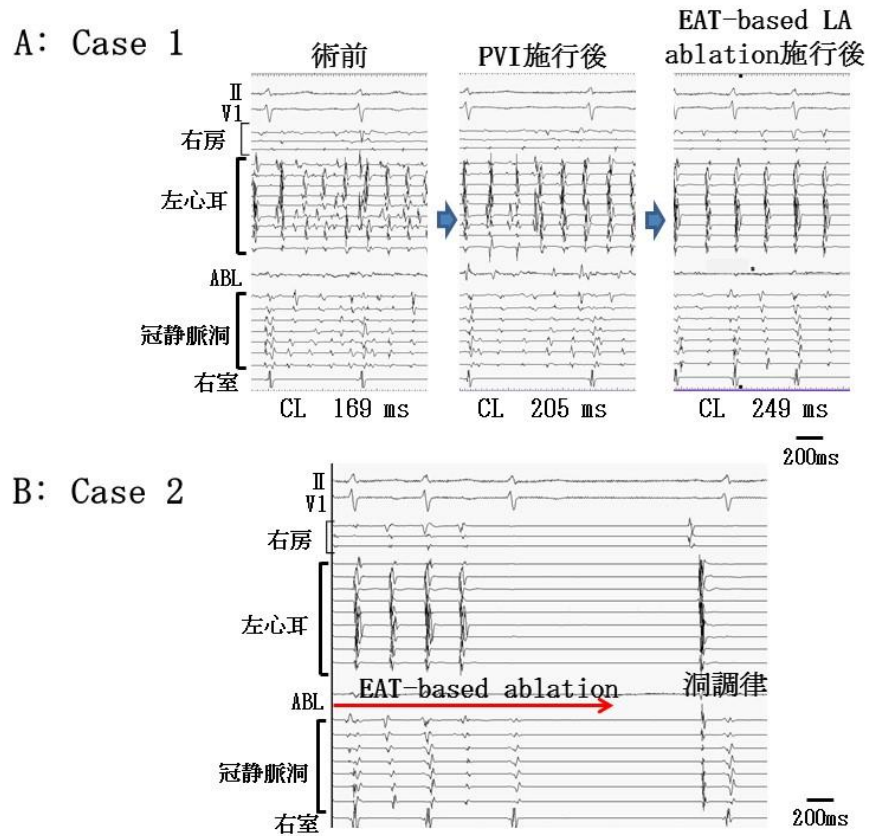 A: Case 1
術前
PVI施行後
EAT-based LA
ablation施行後
Ⅱ
V1
右房
左心耳
ABL
冠静脈洞
右室
CL 169 ms
CL 205 ms
CL 249 ms
200ms
B: Case 2
Ⅱ
V1
右房
左心耳
ABL
EAT-based ablation
洞調律
冠静脈洞
右室
200ms